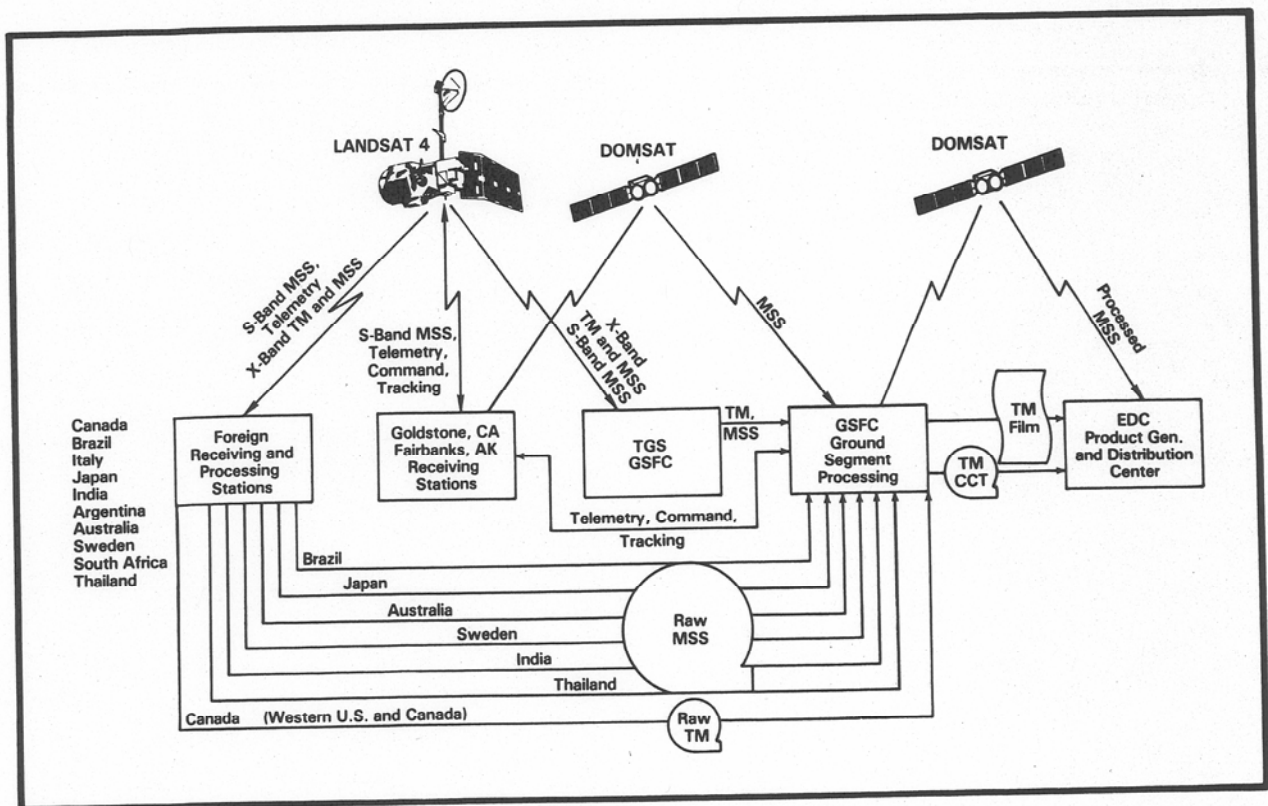 LANDSAT 4
DOMSAT
DOMSAT
S-Band MSS,
Telemetry
X-Band TM and MSS
S-Band MSS,
Telemetry,
Command,
Tracking
X-Band
TM and MSS
S-Band MSS
MSS
Processed
MSS
Canada
Brazil
Italy
Japan
India
Argentina
Australia
Sweden
South Africa
Thailand
Foreign
Receiving and
Processing
Stations
Goldstone, CA
Fairbanks, AK
Receiving
Stations
TGS
GSFC
TM,
MSS
GSFC
Ground
Segment
Processing
TM
Film
TM
CCT
EDC
Product Gen.
and Distribution
Center
Telemetry, Command,
Tracking
Brazil
Japan
Australia
Sweden
India
Thailand
Raw
MSS
Canada (Western U.S. and Canada)
Raw
TM